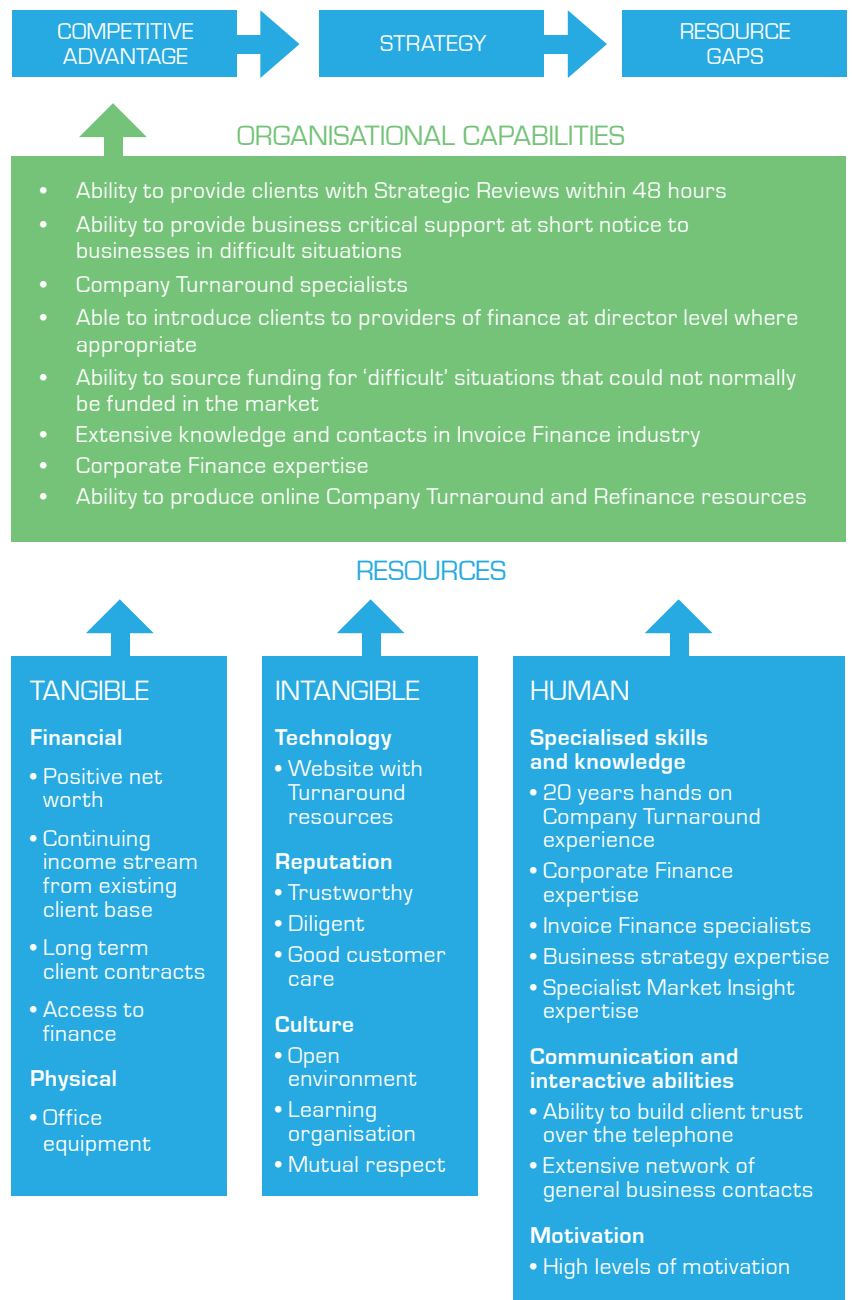 COMPETITIVE
ADVANTAGE
STRATEGY
RESOURCE
GAPS
ORGANISATIONAL CAPABILITIES
• Ability to provide clients with Strategic Reviews within 48 hours
• Ability to provide business critical support at short notice to
businesses in difficult situations
• Company Turnaround specialists
• Able to introduce clients to providers of finance at director level where
appropriate
• Ability to source funding for ‘difficult’ situations that could not normally
be funded in the market
• Extensive knowledge and contacts in Invoice Finance industry
• Corporate Finance expertise
• Ability to produce online Company Turnaround and Refinance resources
RESOURCES
TANGIBLE
Financial
• Positive net
worth
• Continuing
income stream
from existing
client base
• Long term
client contracts
• Access to
finance
Physical
• Office
equipment
INTANGIBLE
Technology
• Website with
Turnaround
resources
Reputation
• Trustworthy
• Diligent
• Good customer
care
Culture
• Open
environment
• Learning
organisation
• Mutual respect
HUMAN
Specialised skills
and knowledge
• 20 years hands on
Company Turnaround
experience
• Corporate Finance
expertise
• Invoice Finance specialists
• Business strategy expertise
• Specialist Market Insight
expertise
Communication and
interactive abilities
• Ability to build client trust
over the telephone
• Extensive network of
general business contacts
Motivation
• High levels of motivation